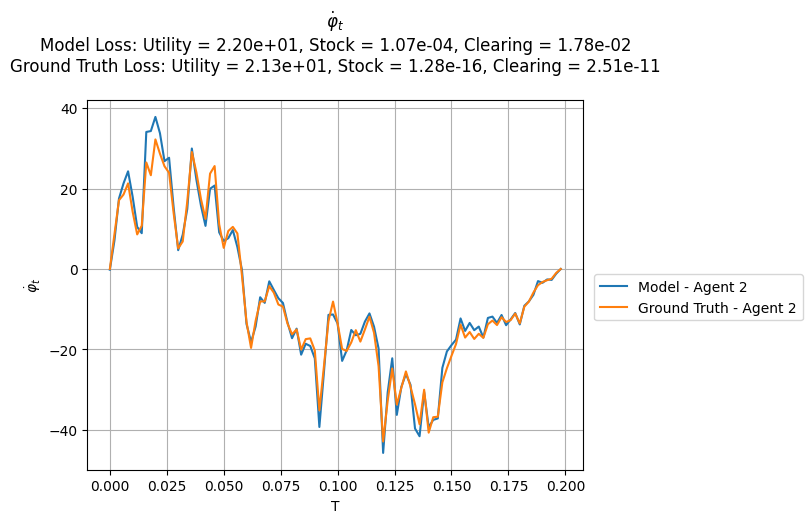 φ̇ₜ
Model Loss: Utility = 2.20e+01, Stock = 1.07e-04, Clearing = 1.78e-02
Ground Truth Loss: Utility = 2.13e+01, Stock = 1.28e-16, Clearing = 2.51e-11
40
20
0
−20
−40
φ̇ₜ
0.000 0.025 0.050 0.075 0.100 0.125 0.150 0.175 0.200
T
Model - Agent 2
Ground Truth - Agent 2